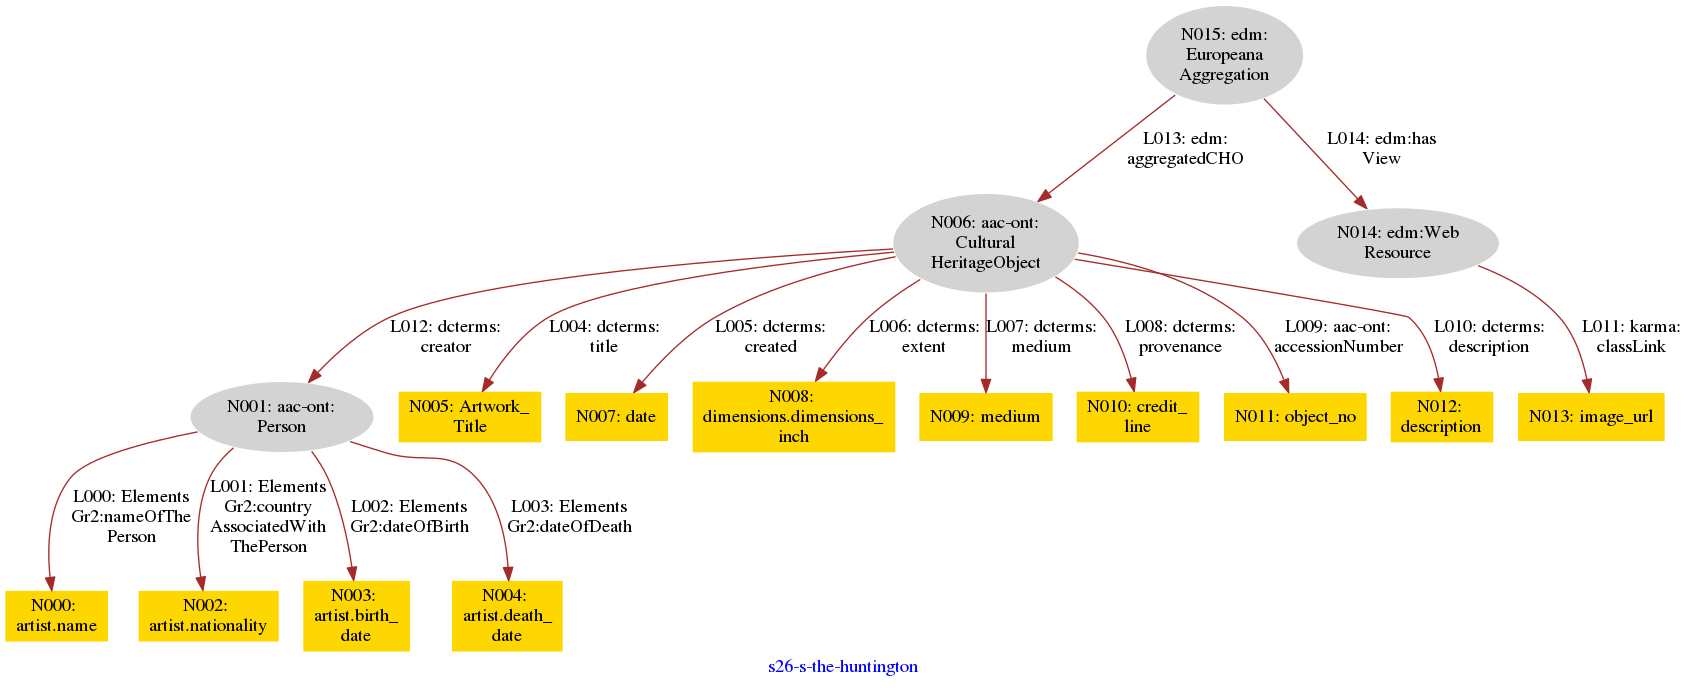 N015: edm:
Europeana
Aggregation
L013: edm:
aggregatedCHO
L014: edm:has
View
N006: aac-ont:
Cultural
HeritageObject
N014: edm:Web
Resource
L012: dcterms:
creator
L004: dcterms:
title
L005: dcterms:
created
L006: dcterms:
extent
L007: dcterms:
medium
L008: dcterms:
provenance
L009: aac-ont:
accessionNumber
L010: dcterms:
description
L011: karma:
classLink
N001: aac-ont:
Person
N005: Artwork_
Title
N007: date
N008:
dimensions.dimensions_
inch
N009: medium
N010: credit_
line
N011: object_no
N012:
description
N013: image_url
L000: Elements
Gr2:nameOfThe
Person
L001: Elements
Gr2:country
AssociatedWith
ThePerson
L002: Elements
Gr2:dateOfBirth
L003: Elements
Gr2:dateOfDeath
N000:
artist.name
N002:
artist.nationality
N003:
artist.birth_
date
N004:
artist.death_
date
s26-s-the-huntington